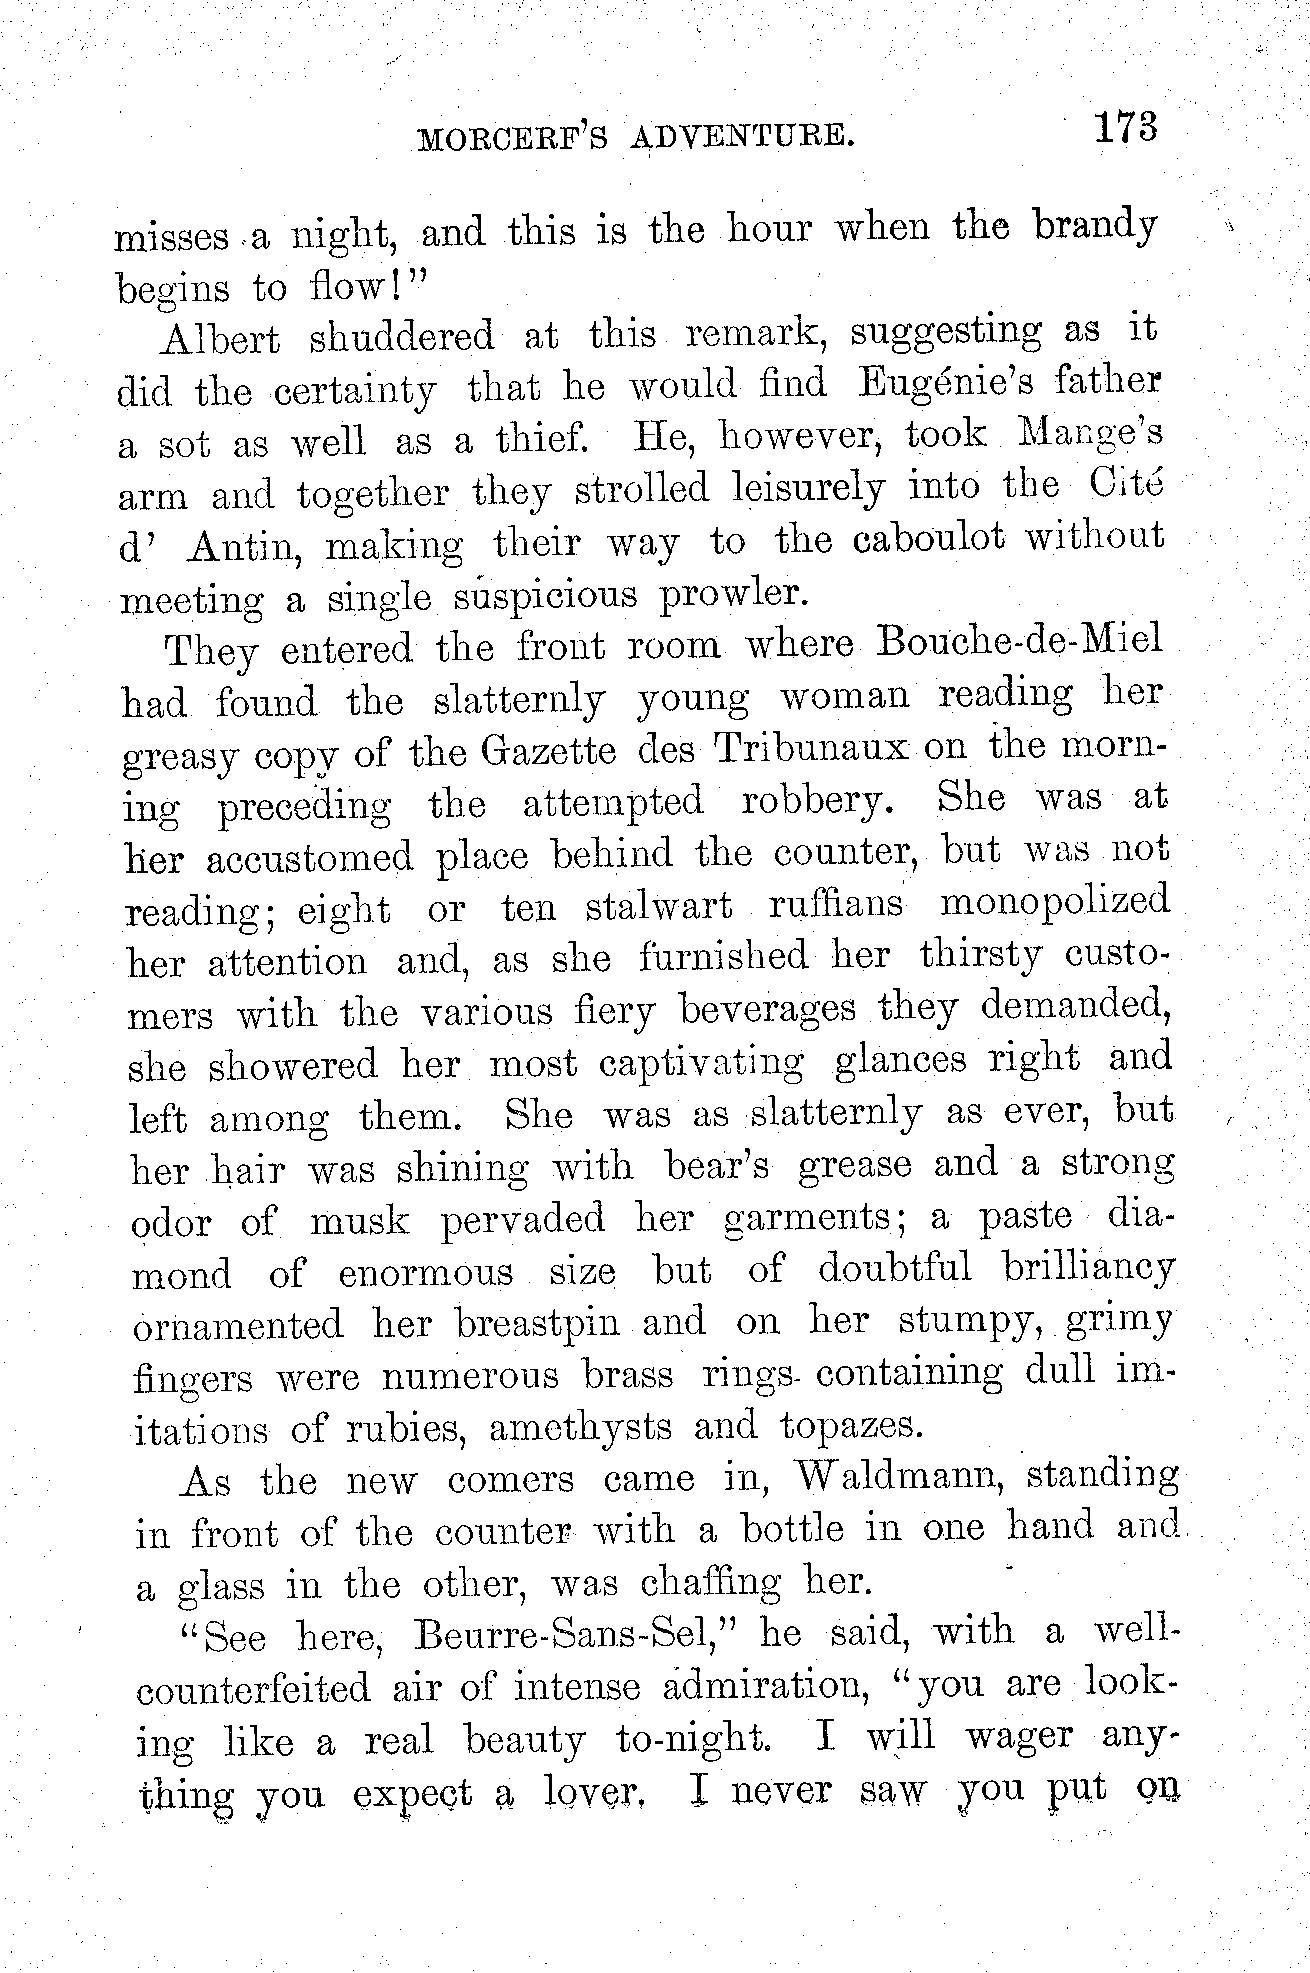 MORCERF'S ADVENTURE. 173
misses a night, and this is the hour when the brandy
begins to flow!"
Albert shuddered at this remark, suggesting as it
did the certainty that he would find Eugénie's father
a sot as well as a thief. He, however, took Mange's
arm and together they strolled leisurely into the Cité
d' Antin, making their way to the caboulot without
meeting a single suspicious prowler.
They entered the front room where Bouche-de-Miel
had found the slatternly young woman reading her
greasy copy of the Gazette des Tribunaux on the morn-
ing preceding the attempted robbery. She was at
her accustomed place behind the counter, but was not
reading; eight or ten stalwart ruffians monopolized
her attention and, as she furnished her thirsty custo-
mers with the various fiery beverages they demanded,
she showered her most captivating glances right and
left among them. She was as slatternly as ever, but
her hair was shining with bear's grease and a strong
odor of musk pervaded her garments; a paste dia-
mond of enormous size but of doubtful brilliancy
ornamented her breastpin and on her stumpy, grimy
fingers were numerous brass rings containing dull im-
itations of rubies, amethysts and topazes.
As the new comers came in, Waldmann, standing
in front of the counter with a bottle in one hand and
a glass in the other, was chaffing her.
"See here, Beurre-Sans-Sel," he said, with a well-
counterfeited air of intense admiration, "you are look-
ing like a real beauty to-night. I will wager any-
thing you expect a lover. I never saw you put on